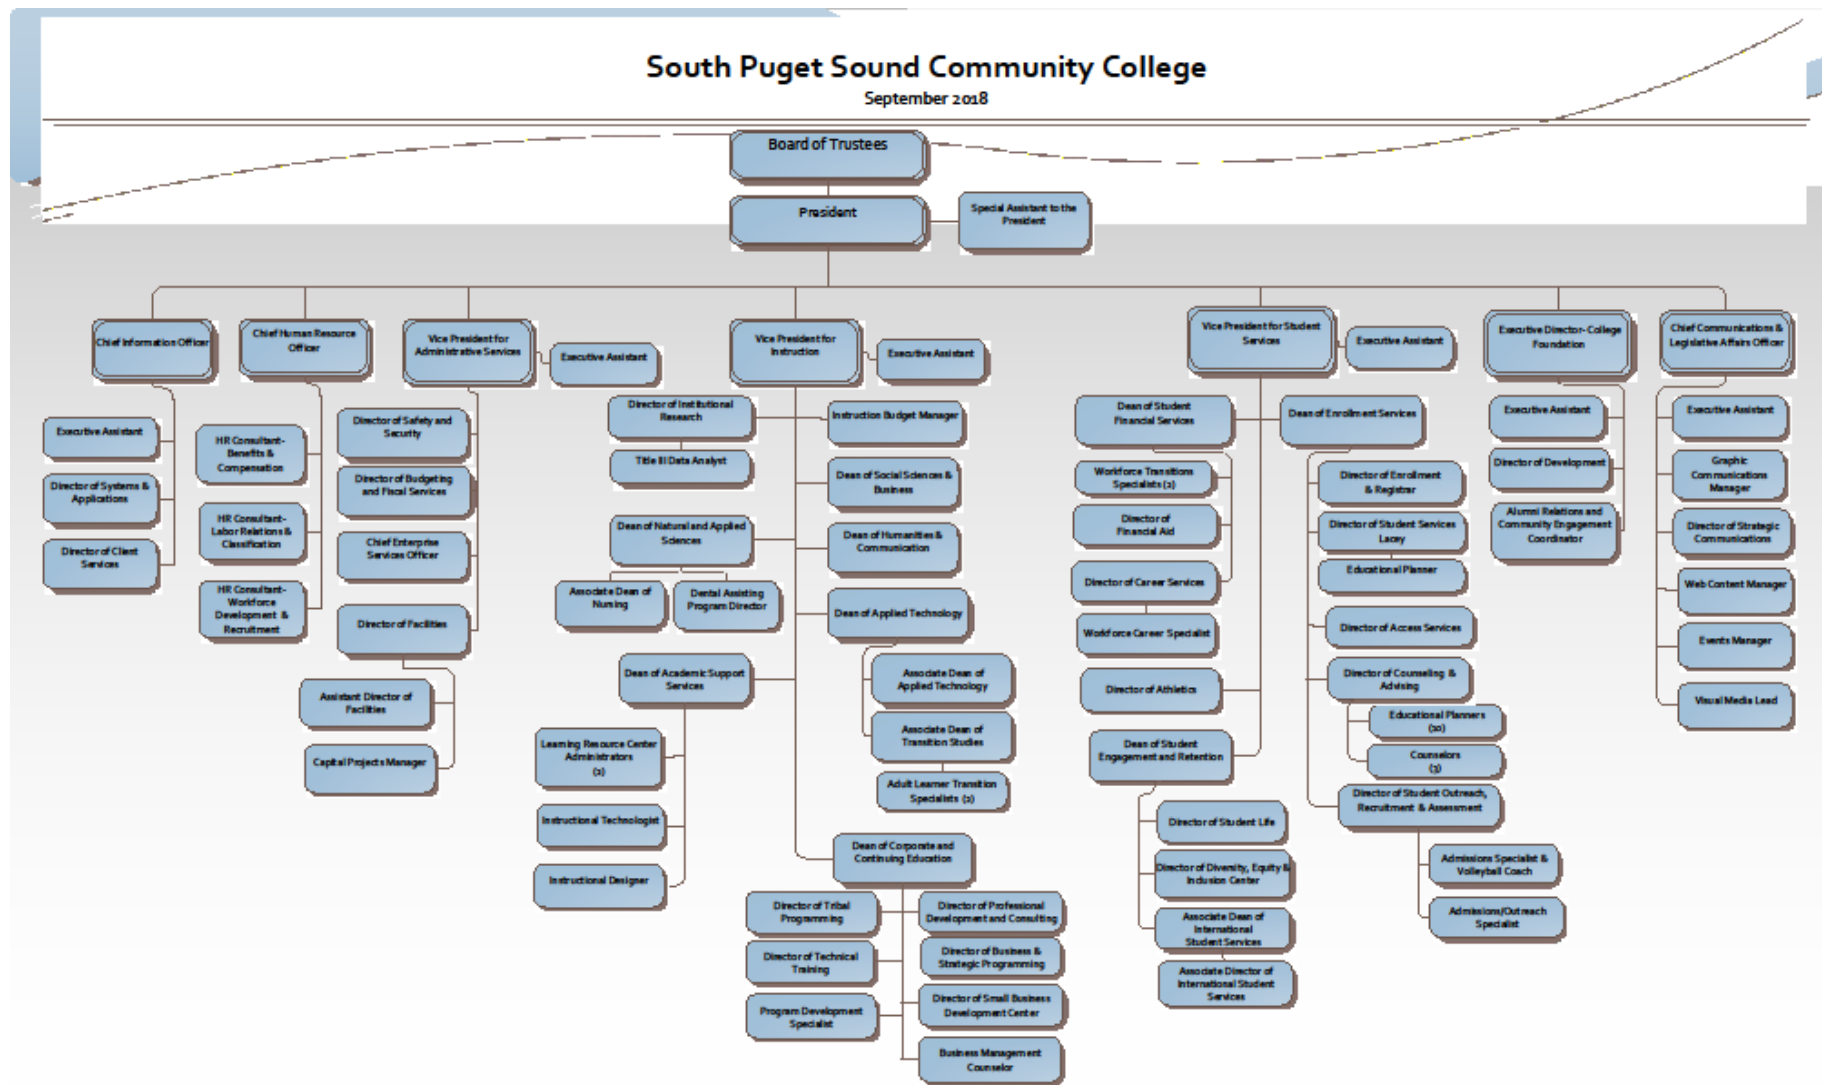 South Puget Sound Community College
September 2018
Board of Trustees
President
Special Assistant to the
President
Chief Information Officer
Executive Assistant
Director of Systems &
Applications
Director of Client
Services
Chief Human Resource
Officer
HR Consultant-
Benefits &
Compensation
HR Consultant-
Labor Relations &
Classification
HR Consultant-
Workforce
Development &
Recruitment
Vice President for
Administrative Services
Executive Assistant
Director of Safety and
Security
Director of Budgeting
and Fiscal Services
Chief Enterprise
Services Officer
Director of Facilities
Assistant Director of
Facilities
Capital Projects Manager
Vice President for
Instruction
Executive Assistant
Director of Institutional
Research
Title III Data Analyst
Instruction Budget Manager
Dean of Social Sciences &
Business
Dean of Natural and Applied
Sciences
Associate Dean of
Nursing
Dental Assisting
Program Director
Dean of Humanities &
Communication
Dean of Applied Technology
Associate Dean of
Applied Technology
Associate Dean of
Transition Studies
Adult Learner Transition
Specialists (2)
Dean of Academic Support
Services
Learning Resource Center
Administrators
(2)
Instructional Technologist
Instructional Designer
Dean of Corporate and
Continuing Education
Director of Tribal
Programming
Director of Technical
Training
Program Development
Specialist
Director of Professional
Development and Consulting
Director of Business &
Strategic Programming
Director of Small Business
Development Center
Business Management
Counselor
Vice President for Student
Services
Executive Assistant
Dean of Student
Financial Services
Workforce Transitions
Specialists (2)
Director of
Financial Aid
Director of Career Services
Workforce Career Specialist
Director of Athletics
Dean of Student
Engagement and Retention
Director of Student Life
Director of Diversity, Equity &
Inclusion Center
Associate Dean of
International
Student Services
Associate Director of
International Student
Services
Dean of Enrollment Services
Director of Enrollment
& Registrar
Director of Student Services
Lacey
Educational Planner
Director of Access Services
Director of Counseling &
Advising
Educational Planners
(10)
Counselors
(3)
Director of Student Outreach,
Recruitment & Assessment
Admissions Specialist &
Volleyball Coach
Admissions/Outreach
Specialist
Executive Director- College
Foundation
Executive Assistant
Director of Development
Alumni Relations and
Community Engagement
Coordinator
Chief Communications &
Legislative Affairs Officer
Executive Assistant
Graphic
Communications
Manager
Director of Strategic
Communications
Web Content Manager
Events Manager
Visual Media Lead